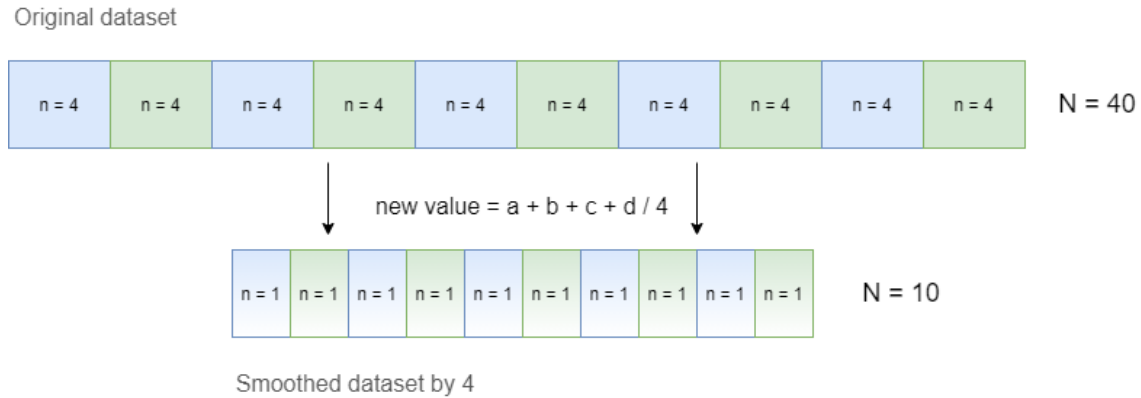 Original dataset
n = 4 n = 4 n = 4 n = 4 n = 4 n = 4 n = 4 n = 4 n = 4 n = 4 N = 40
new value = a + b + c + d / 4
n = 1 n = 1 n = 1 n = 1 n = 1 n = 1 n = 1 n = 1 n = 1 n = 1 N = 10
Smoothed dataset by 4